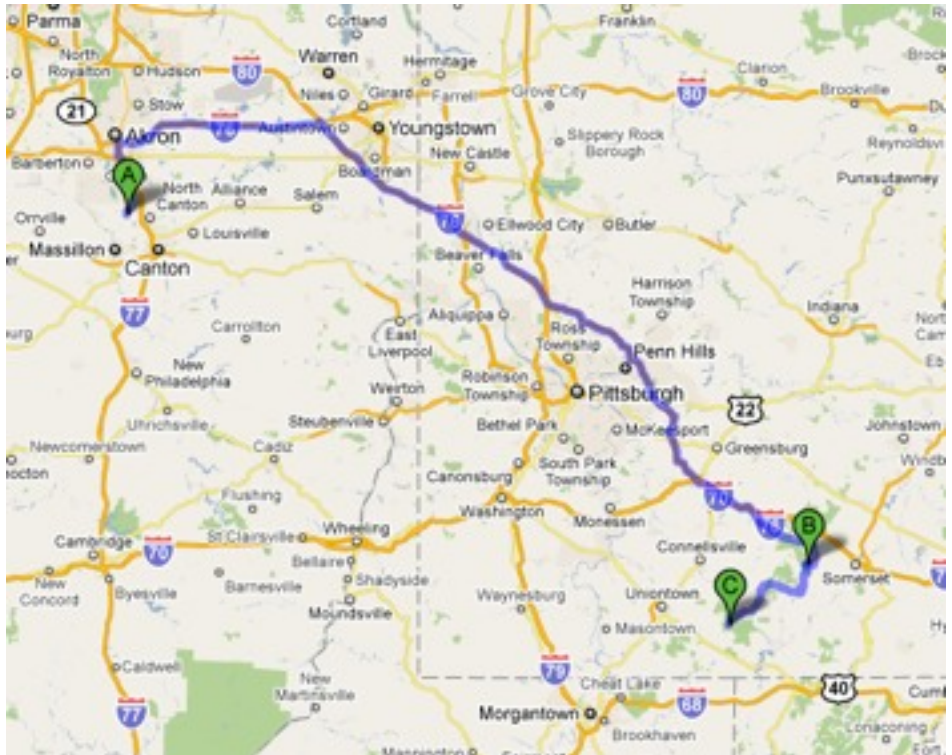 Parma
Cortland
Franklin
North
Royalton
Hudson
80
Warren
Hermitage
Clarion
Niles
Girard
Farrell
Grove City
80
Brookville
21
Stow
Akron
76
Austintown
Youngstown
Slippery Rock
Borough
Barberton
Boardman
New Castle
Punxsutawney
A
North
Canton
Alliance
Salem
Orrville
Louisville
Ellwood City
Butler
Massillon
Canton
Beaver Falls
Harrison
Township
Indiana
77
Carrollton
East
Liverpool
Aliquippa
Ross
Township
Penn Hills
New
Philadelphia
Weirton
Robinson
Township
Pittsburgh
22
Uhrichsville
Steubenville
Bethel Park
McKeesport
Greensburg
Johnstown
Newcomerstown
Cadiz
South Park
Township
Canonsburg
Flushing
Washington
Monessen
70
76
B
Cambridge
70
St Clairsville
Wheeling
Connellsville
Bellaire
Somerset
New
Concord
Byesville
Barnesville
Shadyside
C
Moundsville
Waynesburg
Uniontown
Masontown
Caldwell
79
New
Martinsville
Cheat Lake
40
77
Morgantown
68
Brookhaven
Lonaconing